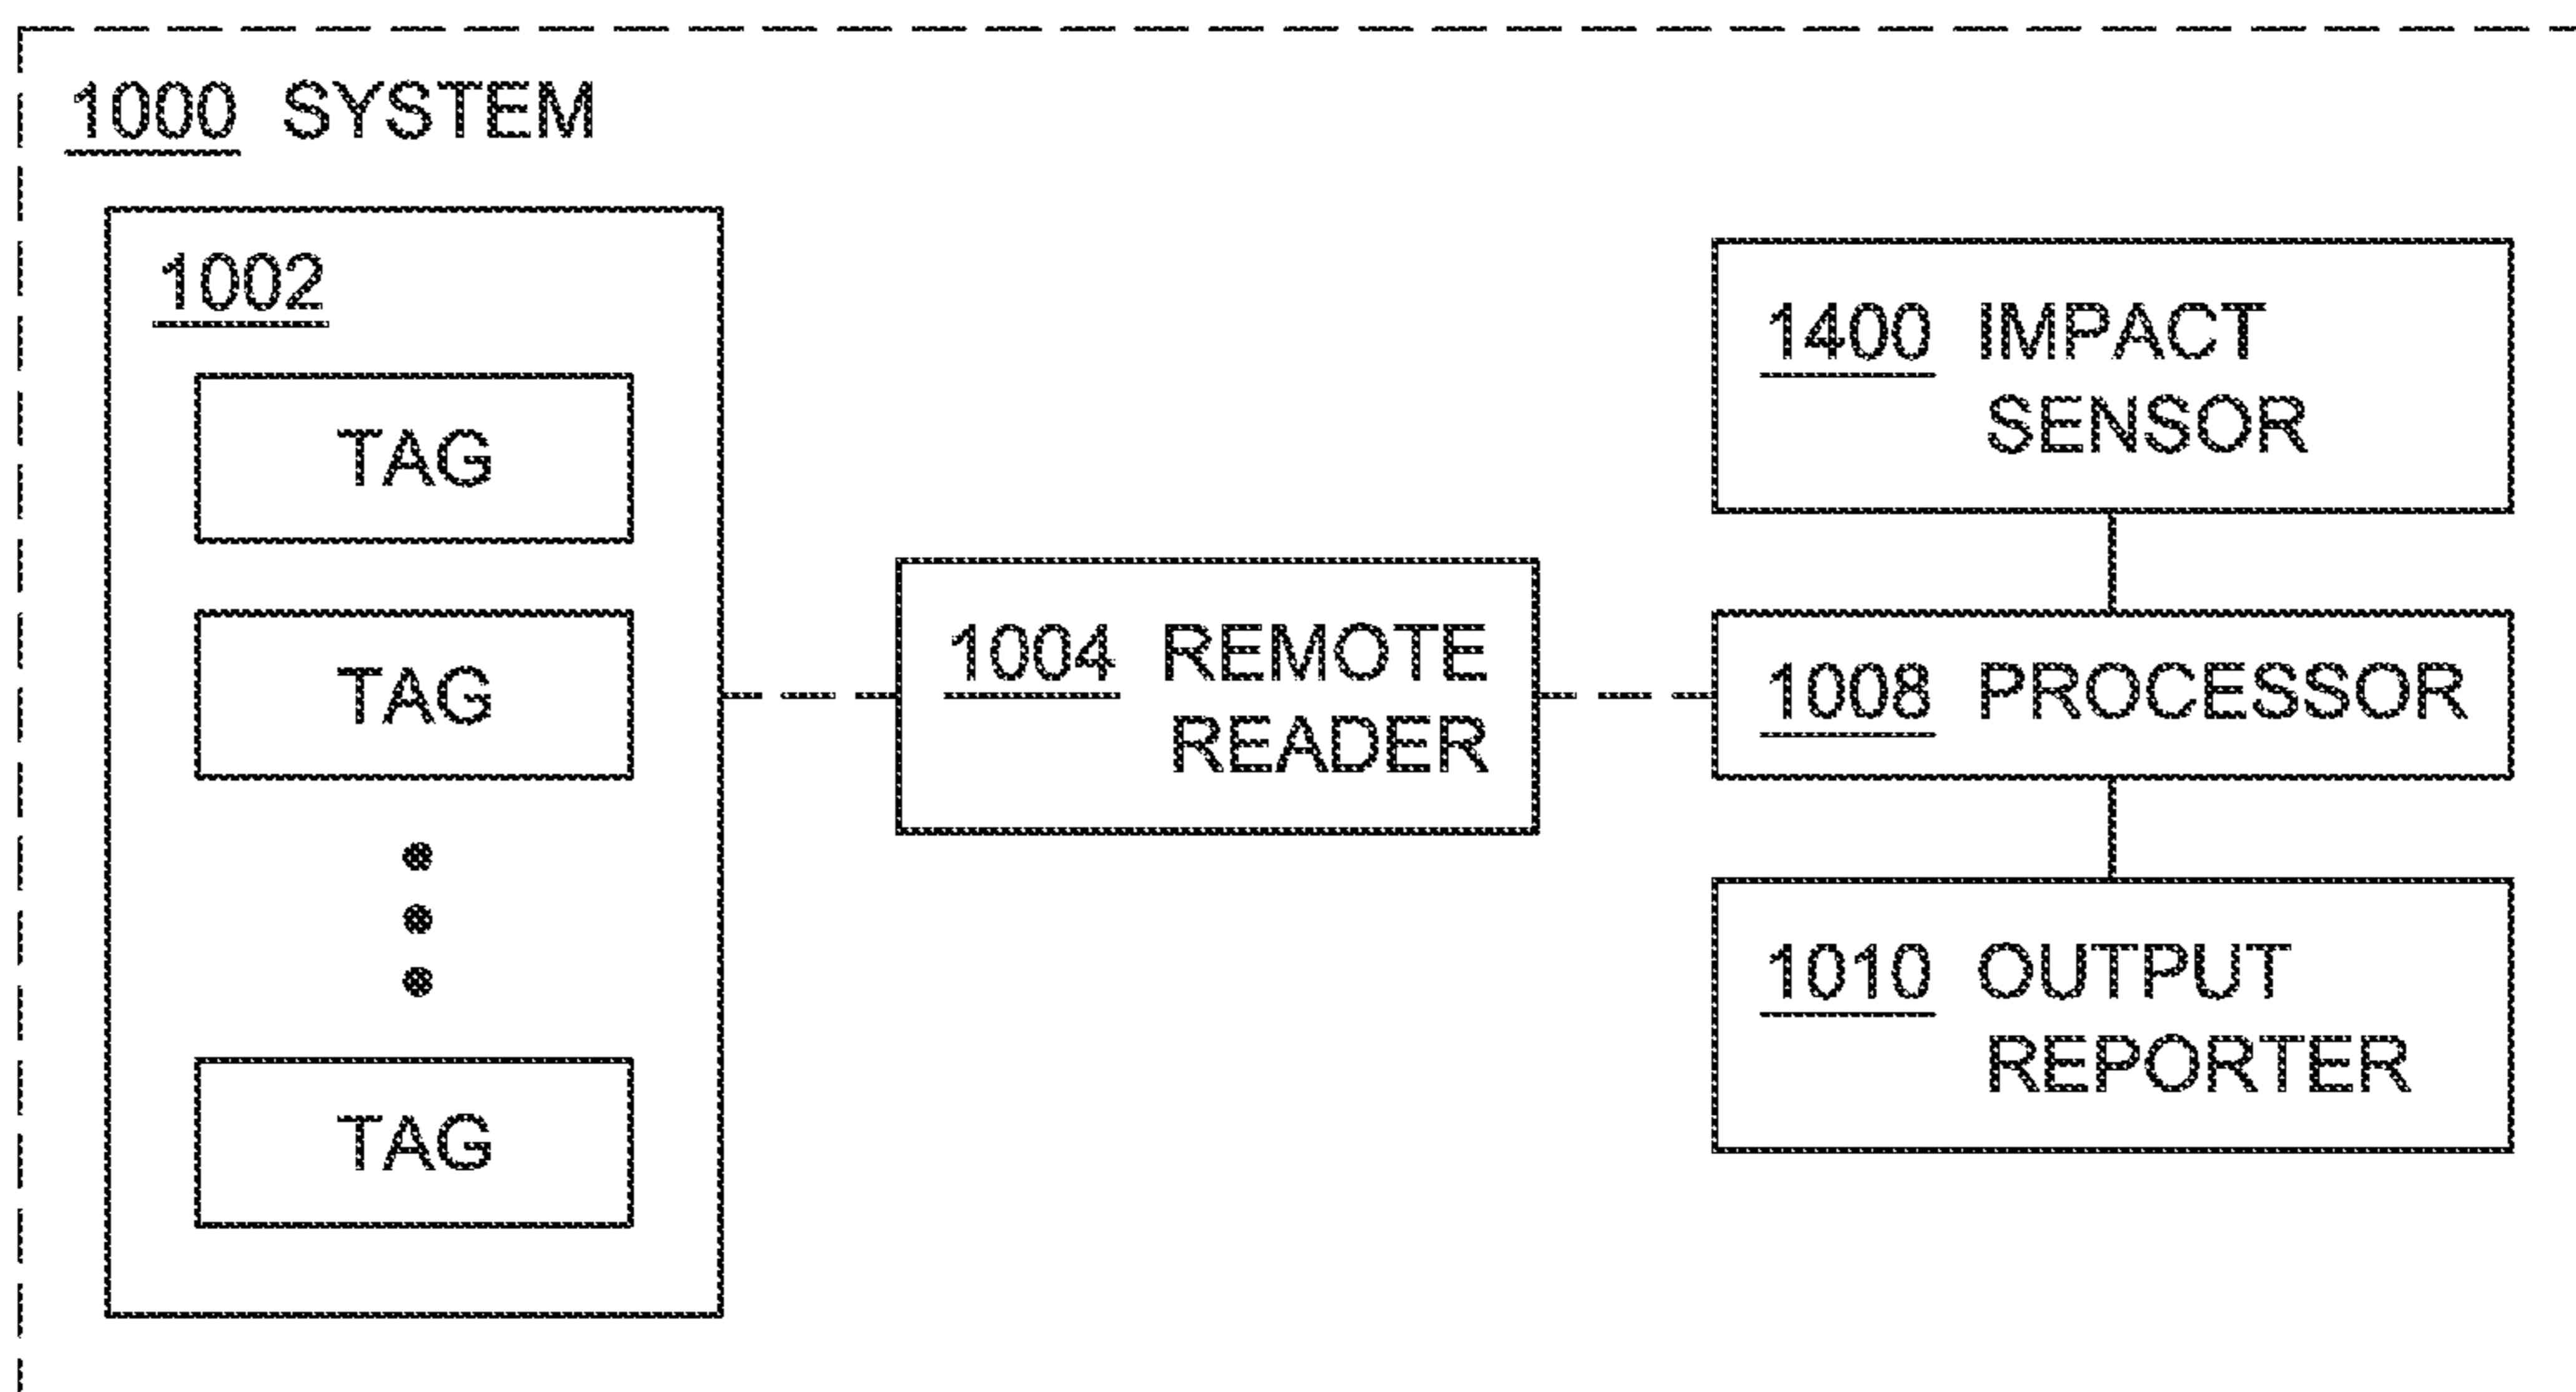 1000 SYSTEM
1002
TAG
TAG
TAG
1004 REMOTE
READER
1400 IMPACT
SENSOR
1008 PROCESSOR
1010 OUTPUT
REPORTER